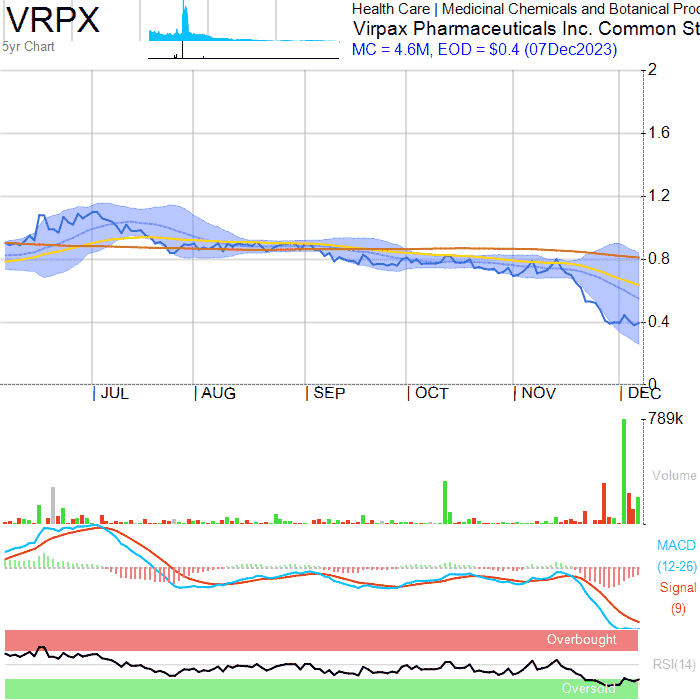 VRPX
5yr Chart
Health Care | Medicinal Chemicals and Botanical Pro
Virpax Pharmaceuticals Inc. Common St
MC = 4.6M, EOD = $0.4 (07Dec2023)
2
1.6
1.2
0.8
0.4
0
JUL AUG SEP OCT NOV DEC
789k
Volume
MACD
(12-26)
Signal
(9)
Overbought
RSI(14)
Oversold